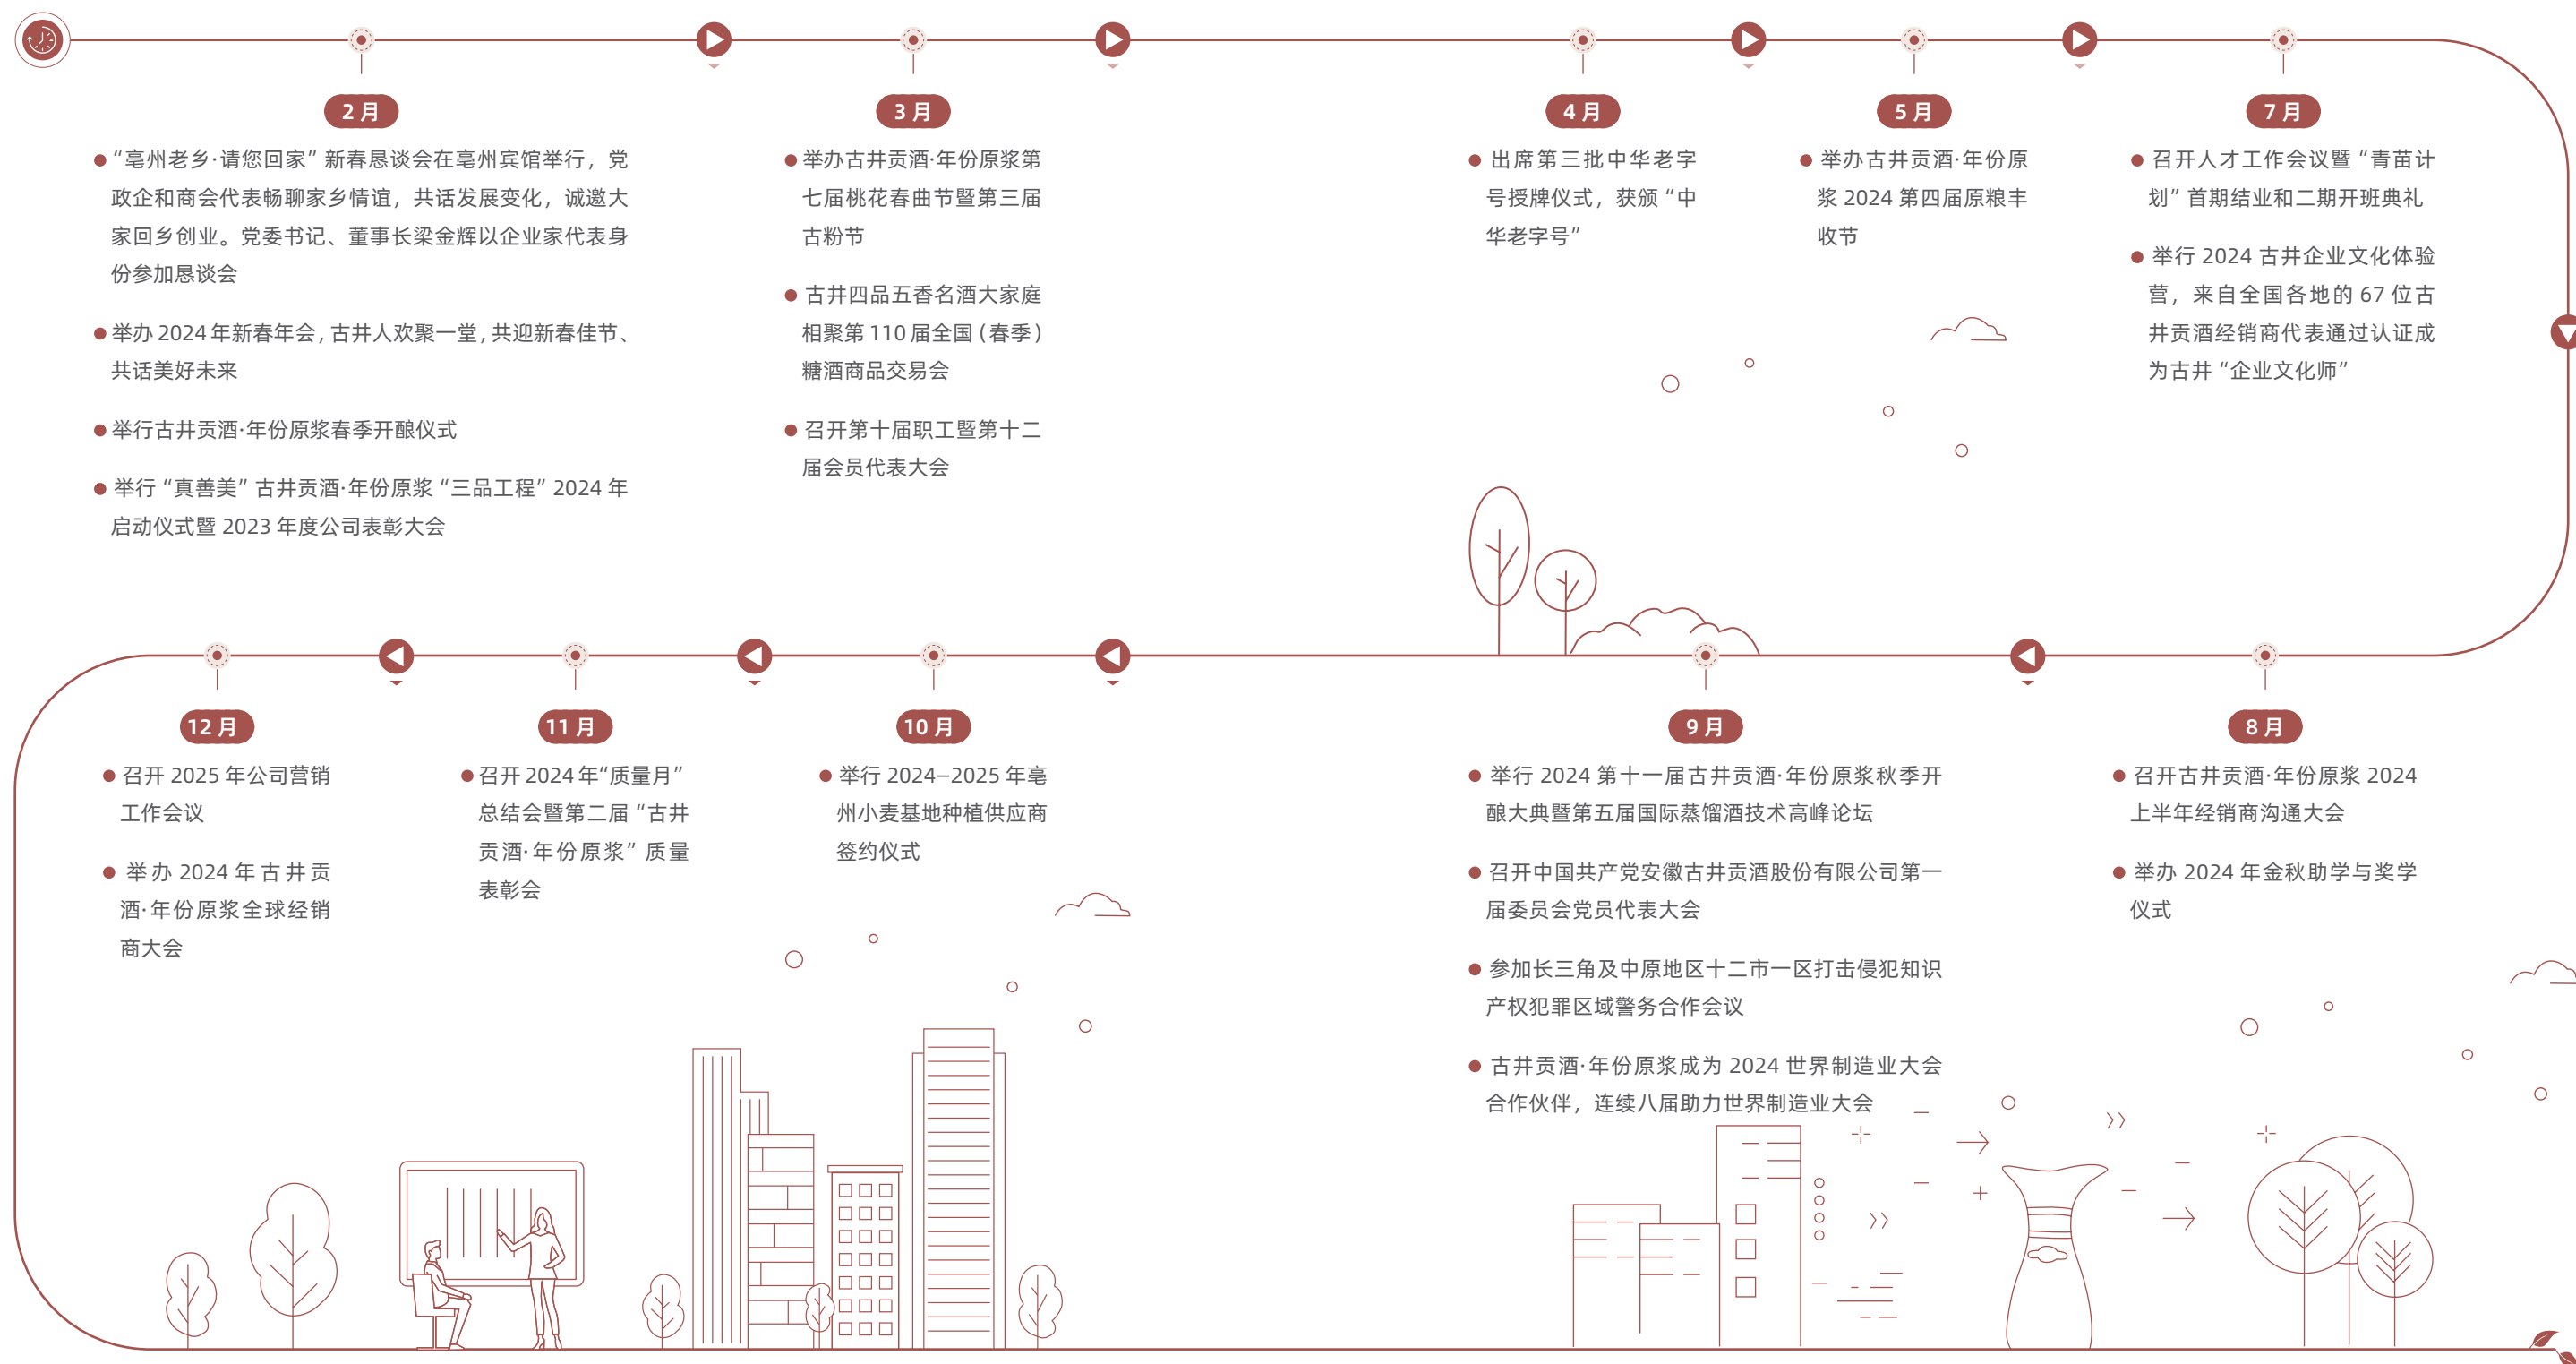 2 月
“亳州老乡·请您回家” 新春恳谈会在亳州宾馆举行，党
政企和商会代表畅聊家乡情谊，共话发展变化，诚邀大
家回乡创业。党委书记、董事长梁金辉以企业家代表身
份参加恳谈会
举办 2024 年新春年会，古井人欢聚一堂，共迎新春佳节、
共话美好未来
举行古井贡酒·年份原浆春季开酿仪式
举行 “真善美” 古井贡酒·年份原浆 “三品工程” 2024 年
启动仪式暨 2023 年度公司表彰大会
3 月
举办古井贡酒·年份原浆第
七届桃花春曲节暨第三届
古粉节
古井四品五香名酒大家庭
相聚第 110 届全国（春季）
糖酒商品交易会
召开第十届职工暨第十二
届会员代表大会
4 月
出席第三批中华老字
号授牌仪式，获颁 “中
华老字号”
5 月
举办古井贡酒·年份原
浆 2024 第四届原粮丰
收节
7 月
召开人才工作会议暨 “青苗计
划” 首期结业和二期开班典礼
举行 2024 古井企业文化体验
营，来自全国各地的 67 位古
井贡酒经销商代表通过认证成
为古井 “企业文化师”
8 月
召开古井贡酒·年份原浆 2024
上半年经销商沟通大会
举办 2024 年金秋助学与奖学
仪式
9 月
举行 2024 第十一届古井贡酒·年份原浆秋季开
酿大典暨第五届国际蒸馏酒技术高峰论坛
召开中国共产党安徽古井贡酒股份有限公司第一
届委员会党员代表大会
参加长三角及中原地区十二市一区打击侵犯知识
产权犯罪区域警务合作会议
古井贡酒·年份原浆成为 2024 世界制造业大会
合作伙伴，连续八届助力世界制造业大会
10 月
举行 2024–2025 年亳
州小麦基地种植供应商
签约仪式
11 月
召开 2024 年“质量月”
总结会暨第二届 “古井
贡酒·年份原浆” 质量
表彰会
12 月
召开 2025 年公司营销
工作会议
举办 2024 年古井贡
酒·年份原浆全球经销
商大会